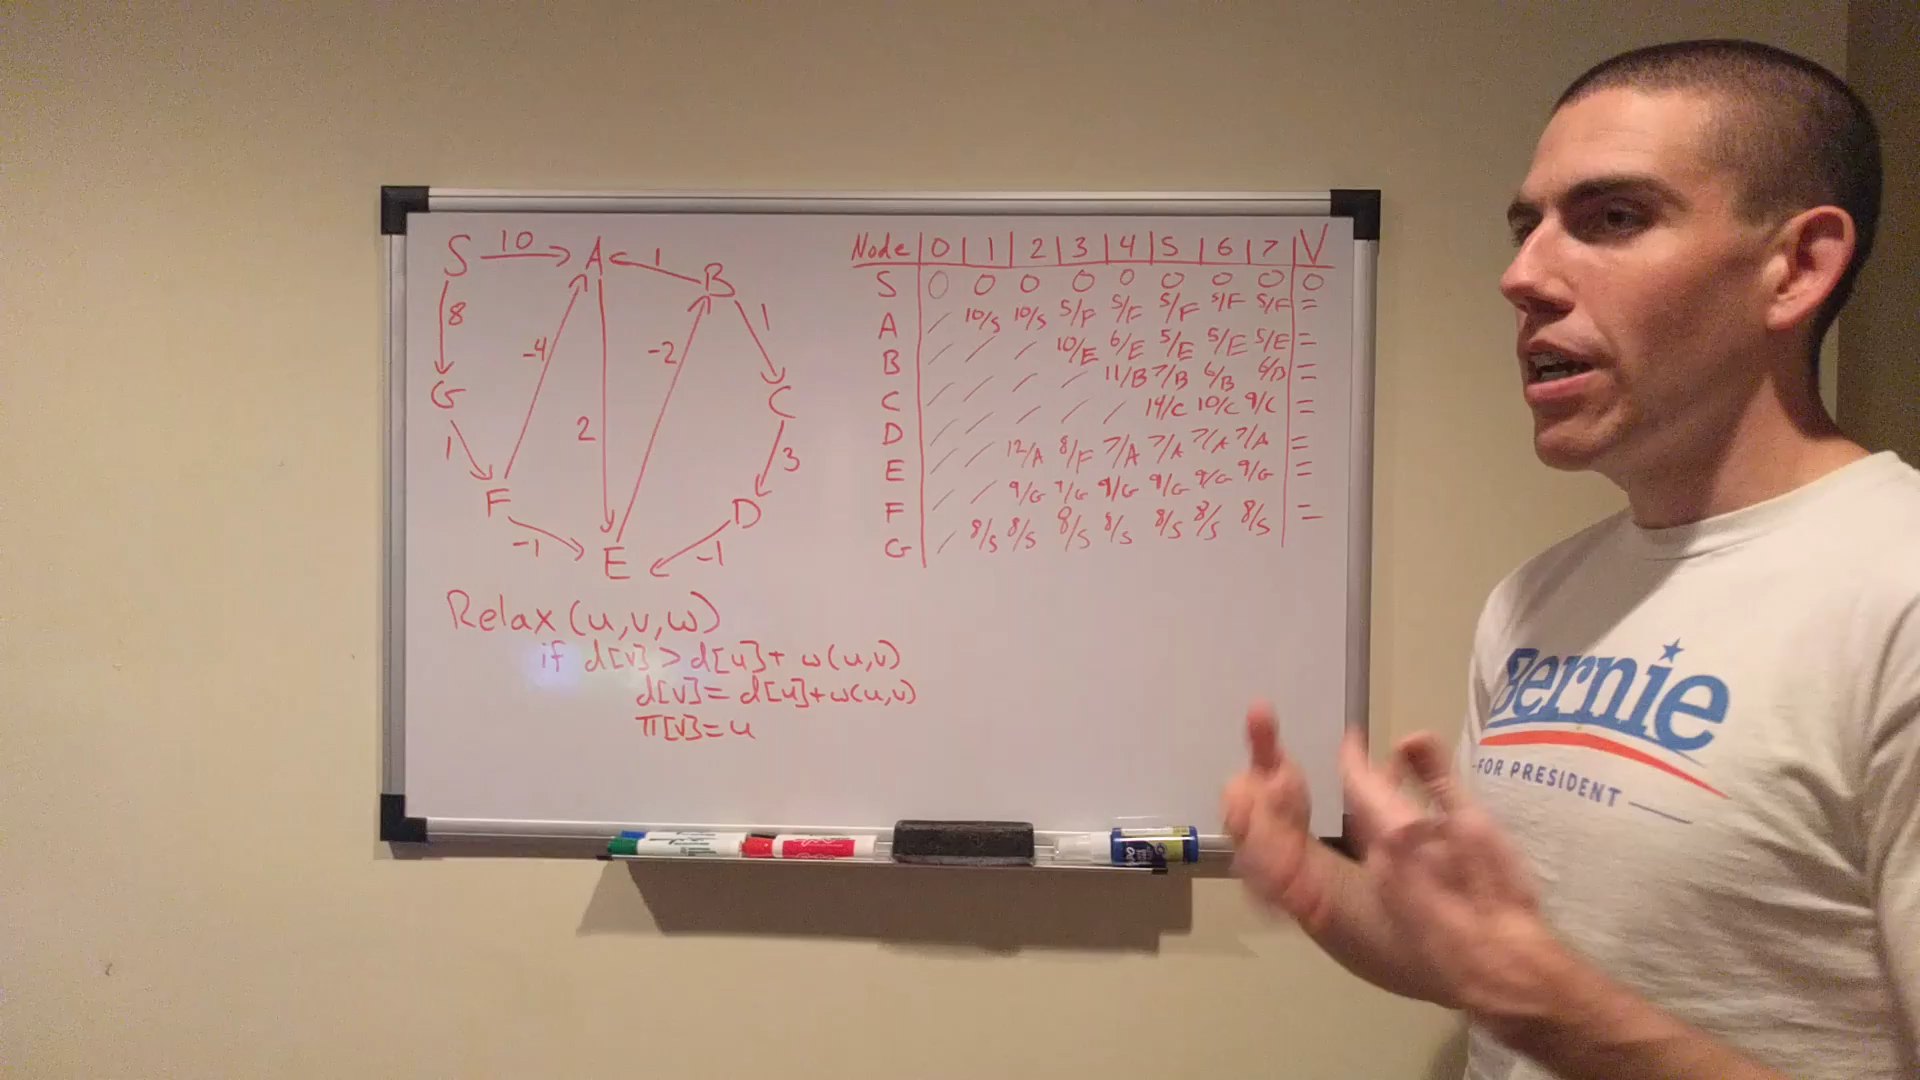 S 10 A 1 B
8 -4 2 -2 1
G C
1 3
F D
-1 E -1
Relax (u,v,w)
if d[v] > d[u] + w(u,v)
d[v] = d[u]+w(u,v)
π[v]=u
Node | 0 | 1 | 2 | 3 | 4 | 5 | 6 | 7 | V
S 0 0 0 0 0 0 0 0 0
A / 10/S 10/S 5/F 5/F 5/F 5/F 5/F =
B / / / 10/E 6/E 5/E 5/E 5/E =
C / / / / 11/B 7/B 6/B 6/B =
D / / / / / 14/C 10/C 9/C =
E / / 12/A 8/F 7/A 7/A 7/A 7/A =
F / / 9/G 9/G 9/G 9/G 9/G 9/G =
G / 8/S 8/S 8/S 8/S 8/S 8/S 8/S =
Bernie
FOR PRESIDENT